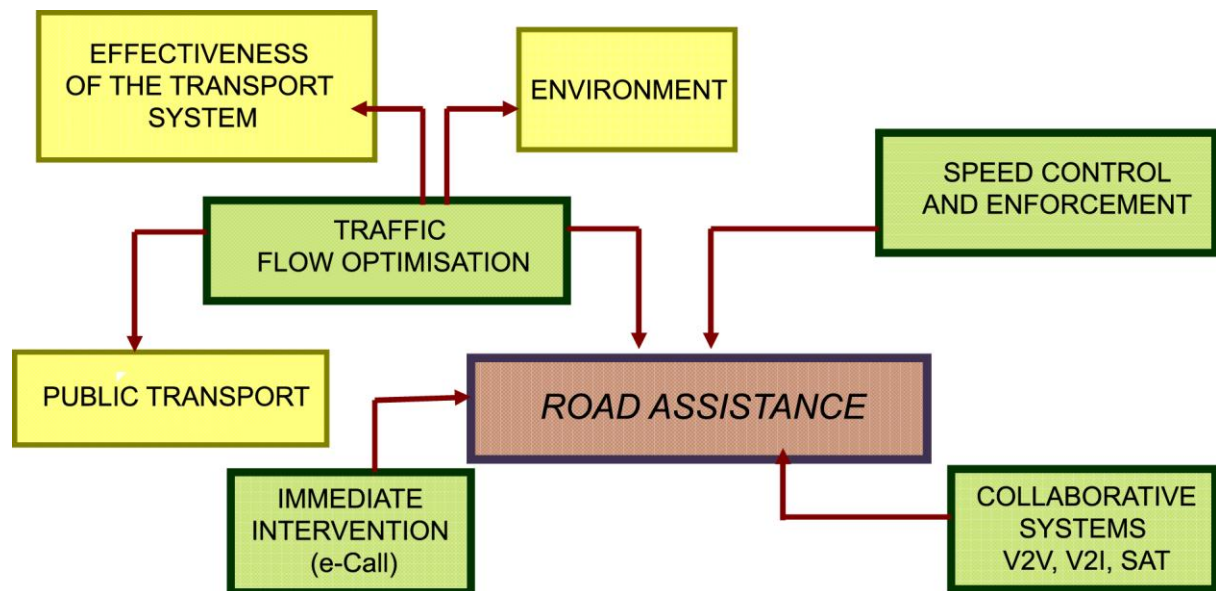 EFFECTIVENESS
OF THE TRANSPORT
SYSTEM
ENVIRONMENT
SPEED CONTROL
AND ENFORCEMENT
TRAFFIC
FLOW OPTIMISATION
PUBLIC TRANSPORT
ROAD ASSISTANCE
IMMEDIATE
INTERVENTION
(e-Call)
COLLABORATIVE
SYSTEMS
V2V, V2I, SAT